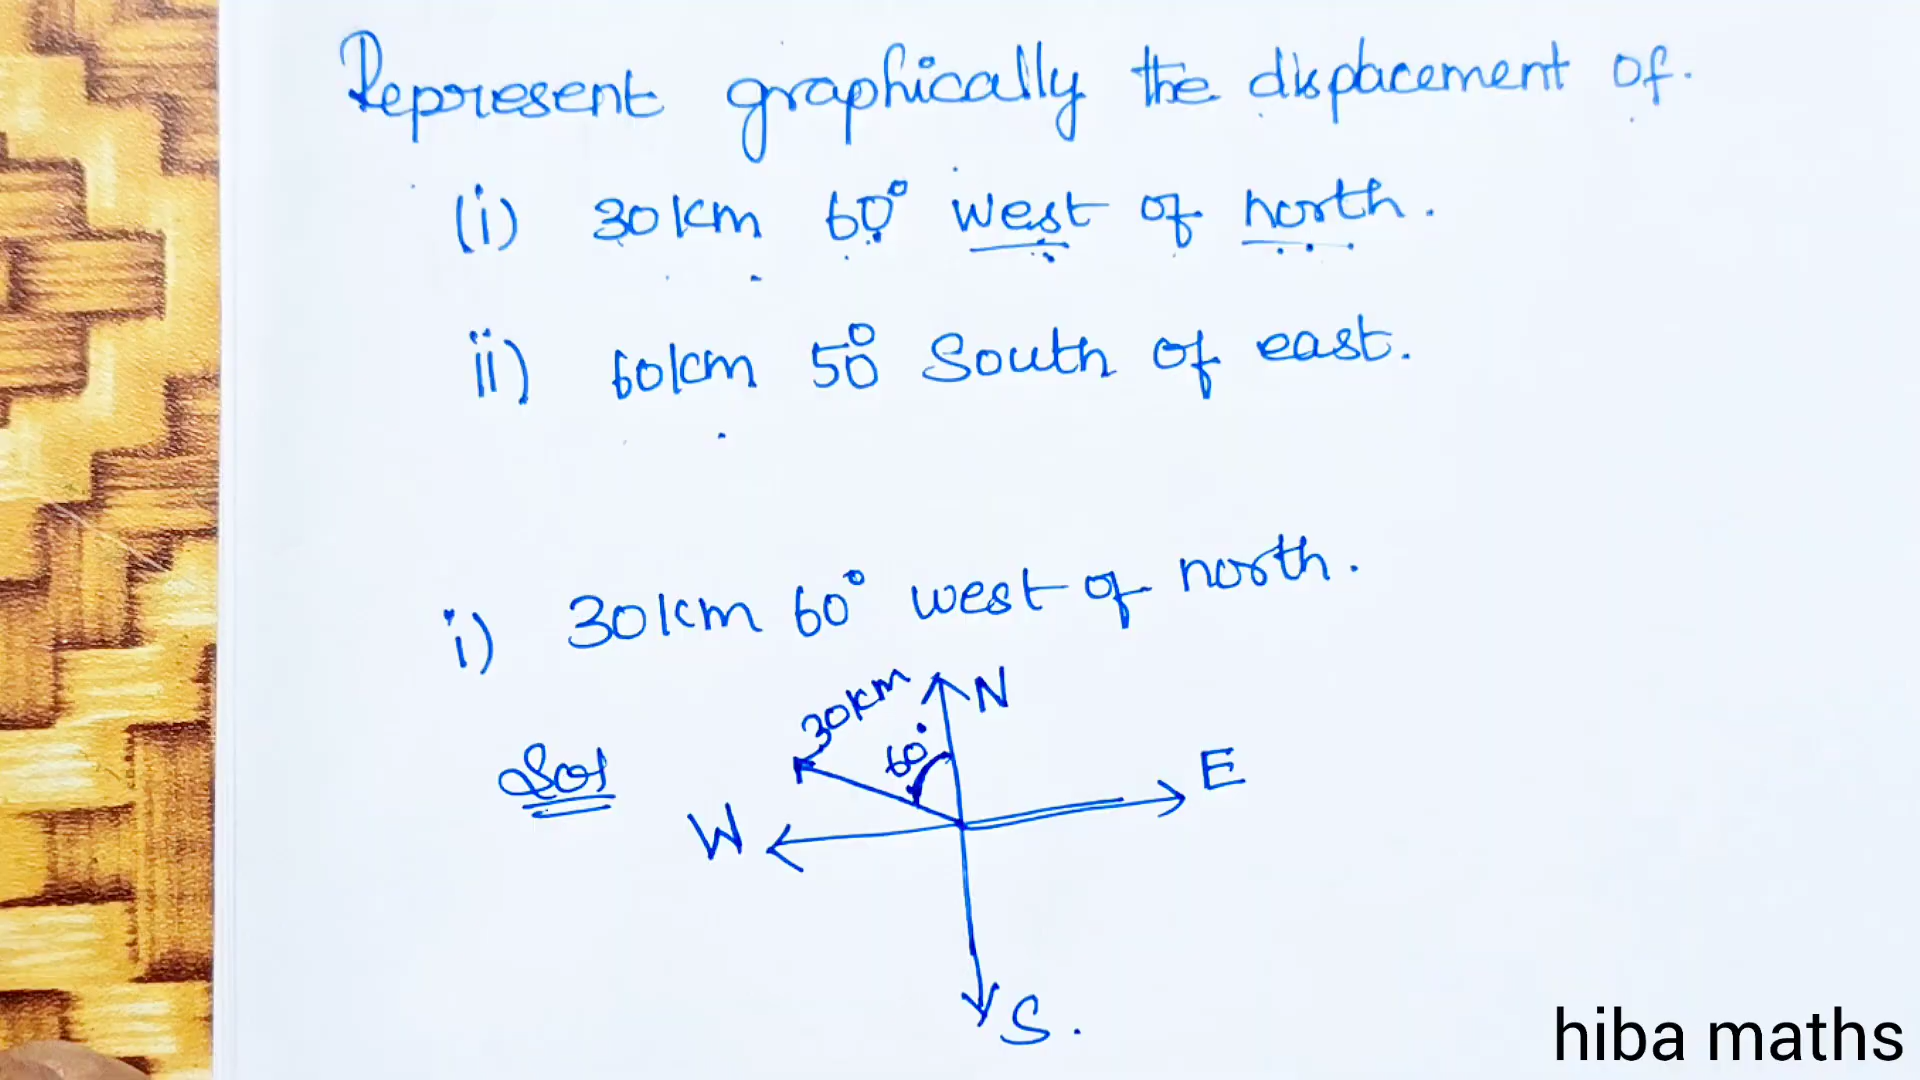 Represent graphically the displacement of.
(i) 30km 60° west of north.
ii) 60km 50° South of east.
i) 30km 60° west of north.
30km
N
60°
Sol
E
W
S.
hiba maths